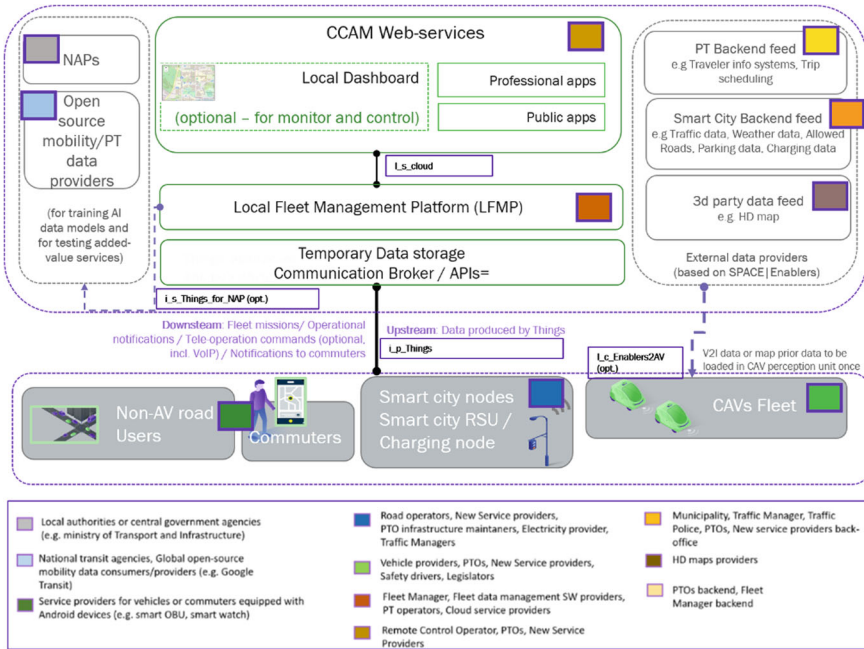 NAPs
Open
source
mobility/PT
data
providers
(for training AI
data models and
for testing added-
value services)
CCAM Web-services
Local Dashboard
(optional – for monitor and control)
Professional apps
Public apps
I_s_cloud
Local Fleet Management Platform (LFMP)
Temporary Data storage
Communication Broker / APIs=
PT Backend feed
e.g Traveler info systems, Trip
scheduling
Smart City Backend feed
e.g Traffic data, Weather data, Allowed
Roads, Parking data, Charging data
3d party data feed
e.g. HD map
External data providers
(based on SPACE|Enablers)
i_s_Things_for_NAP (opt.)
Downsteam: Fleet missions/ Operational
notifications / Tele-operation commands (optional,
incl. VoIP) / Notifications to commuters
Upstream: Data produced by Things
i_p_Things
I_c_Enablers2AV
(opt.)
V2I data or map prior data to be
loaded in CAV perception unit once
Non-AV road
Users
Commuters
Smart city nodes
Smart city RSU /
Charging node
CAVs Fleet
Local authorities or central government agencies
(e.g. ministry of Transport and Infrastructure)
National transit agencies, Global open-source
mobility data consumers/providers (e.g. Google
Transit)
Service providers for vehicles or commuters equipped with
Android devices (e.g. smart OBU, smart watch)
Road operators, New Service providers,
PTO infrastructure maintaners, Electricity provider,
Traffic Managers
Vehicle providers, PTOs, New Service providers,
Safety drivers, Legislators
Fleet Manager, Fleet data management SW providers,
PT operators, Cloud service providers
Remote Control Operator, PTOs, New Service
Providers
Municipality, Traffic Manager, Traffic
Police, PTOs, New service providers back-
office
HD maps providers
PTOs backend, Fleet
Manager backend